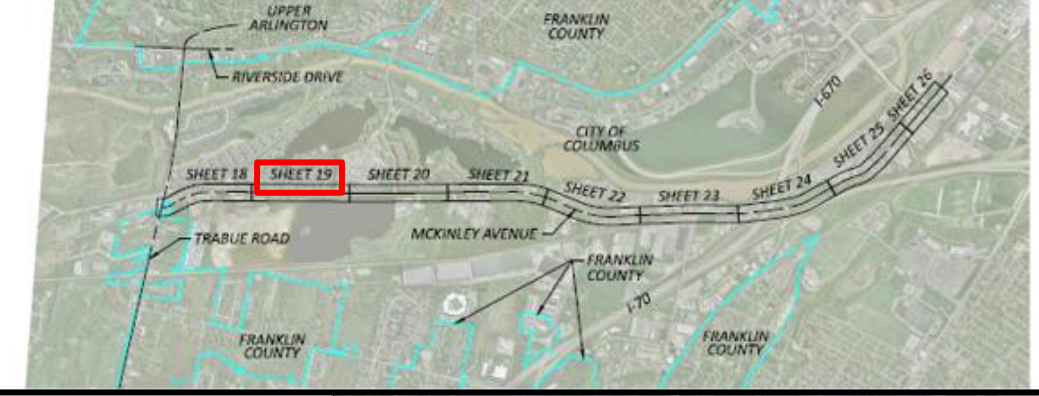 UPPER
ARLINGTON
FRANKLIN
COUNTY
RIVERSIDE DRIVE
I-670
SHEET 26
CITY OF
COLUMBUS
SHEET 25
SHEET 18
SHEET 19
SHEET 20
SHEET 21
SHEET 22
SHEET 23
SHEET 24
TRABUE ROAD
MCKINLEY AVENUE
FRANKLIN
COUNTY
I-70
FRANKLIN
COUNTY
FRANKLIN
COUNTY